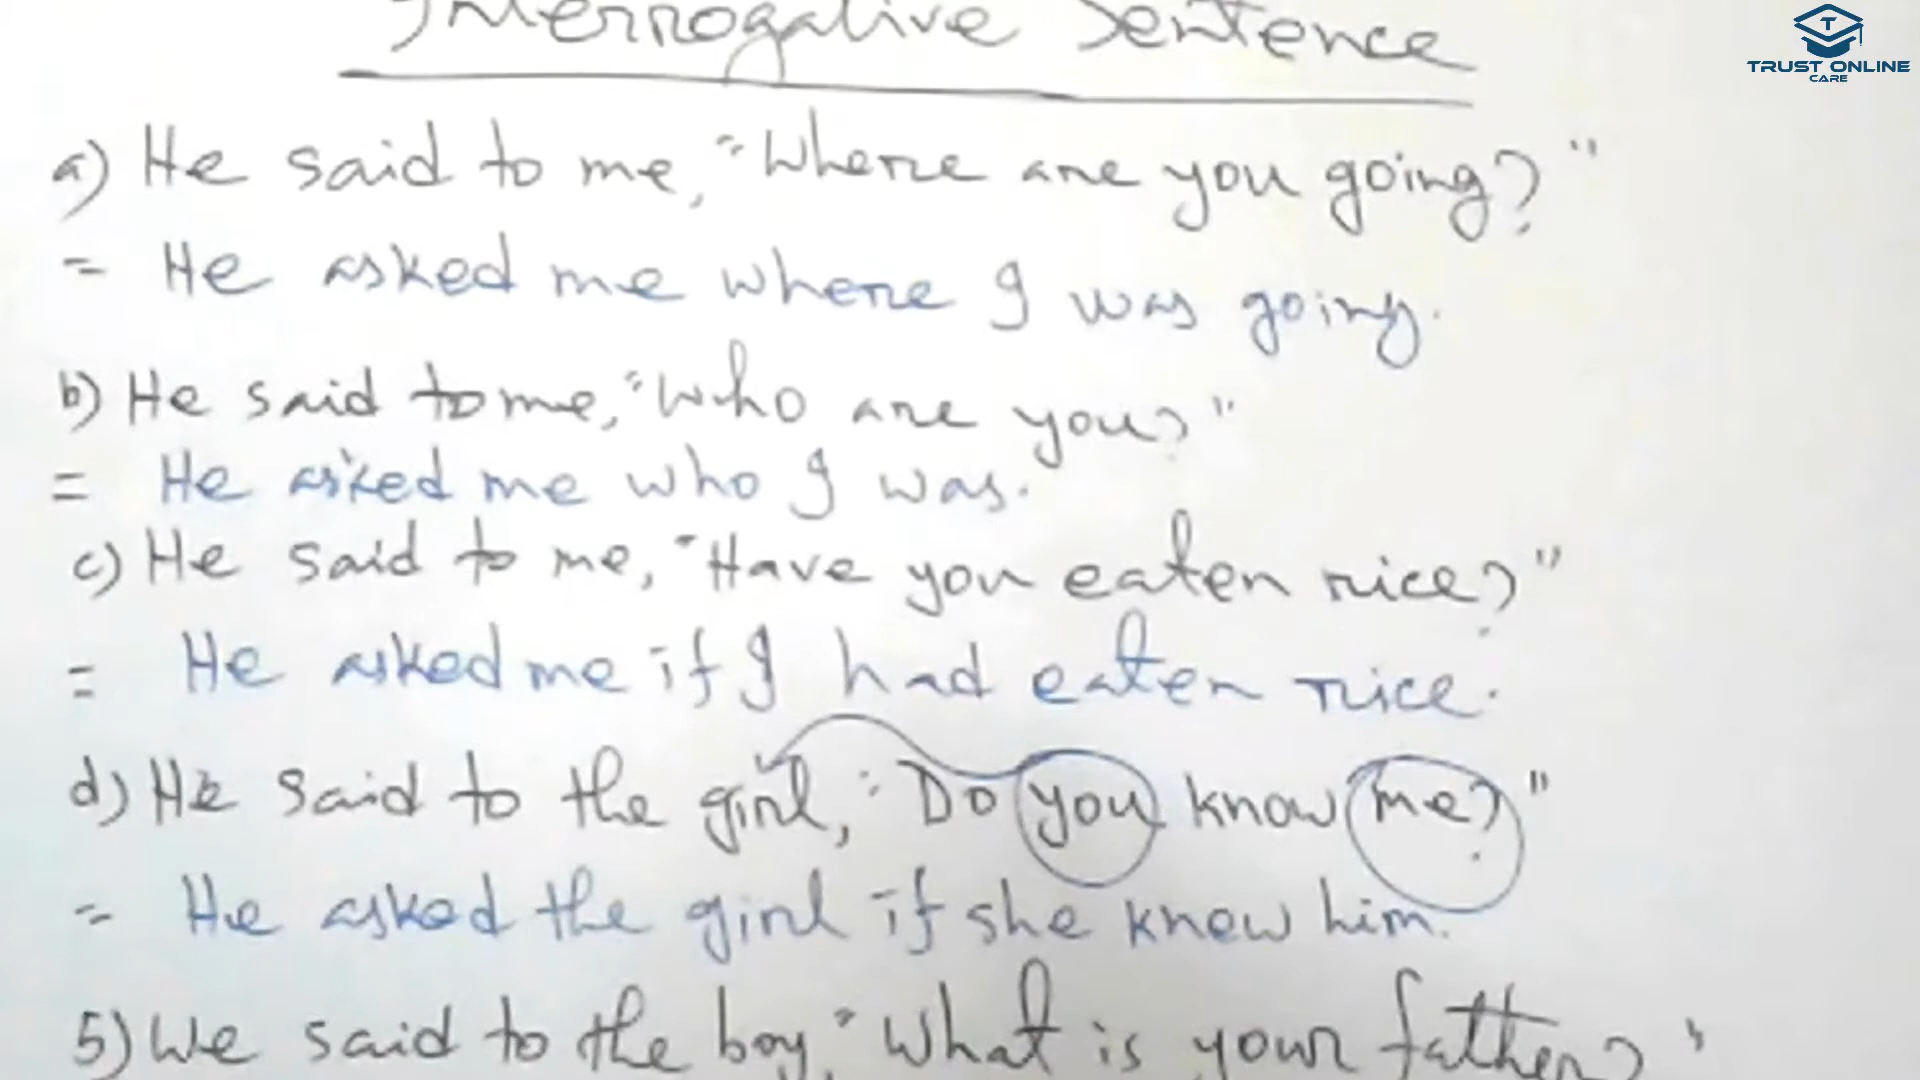 Interrogative Sentence
TRUST ONLINE
CARE
a) He said to me, "Where are you going?"
= He asked me where I was going.
b) He said to me, "Who are you?"
= He asked me who I was.
c) He said to me, "Have you eaten rice?"
= He asked me if I had eaten rice.
d) He said to the girl, "Do you know me?"
= He asked the girl if she knew him.
5) We said to the boy, "What is your father?"